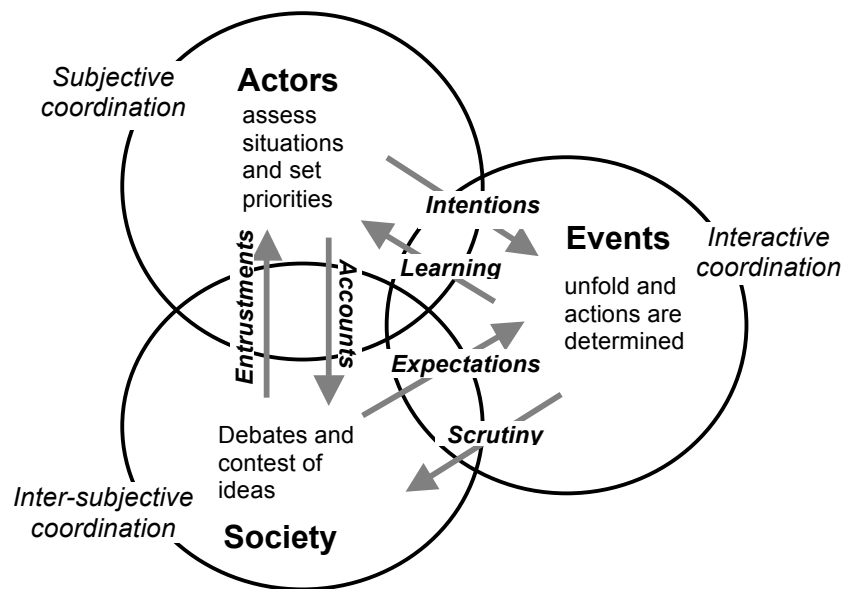 Subjective
coordination
Actors
assess
situations
and set
priorities
Intentions
Learning
Events
unfold and
actions are
determined
Interactive
coordination
Entrustments
Accounts
Expectations
Scrutiny
Debates and
contest of
ideas
Society
Inter-subjective
coordination